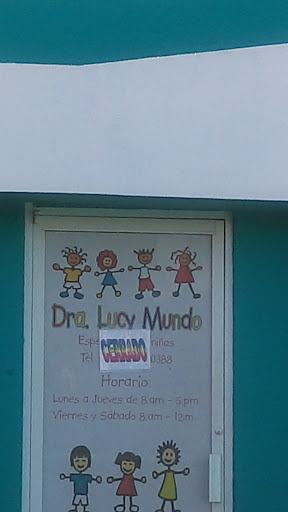 Dra. Lucy Mundo
Espe niños
Tel 0388
CERRADO
Horario:
Lunes a Jueves de 8:am - 5:pm
Viernes y Sabado 8:am - 12:m